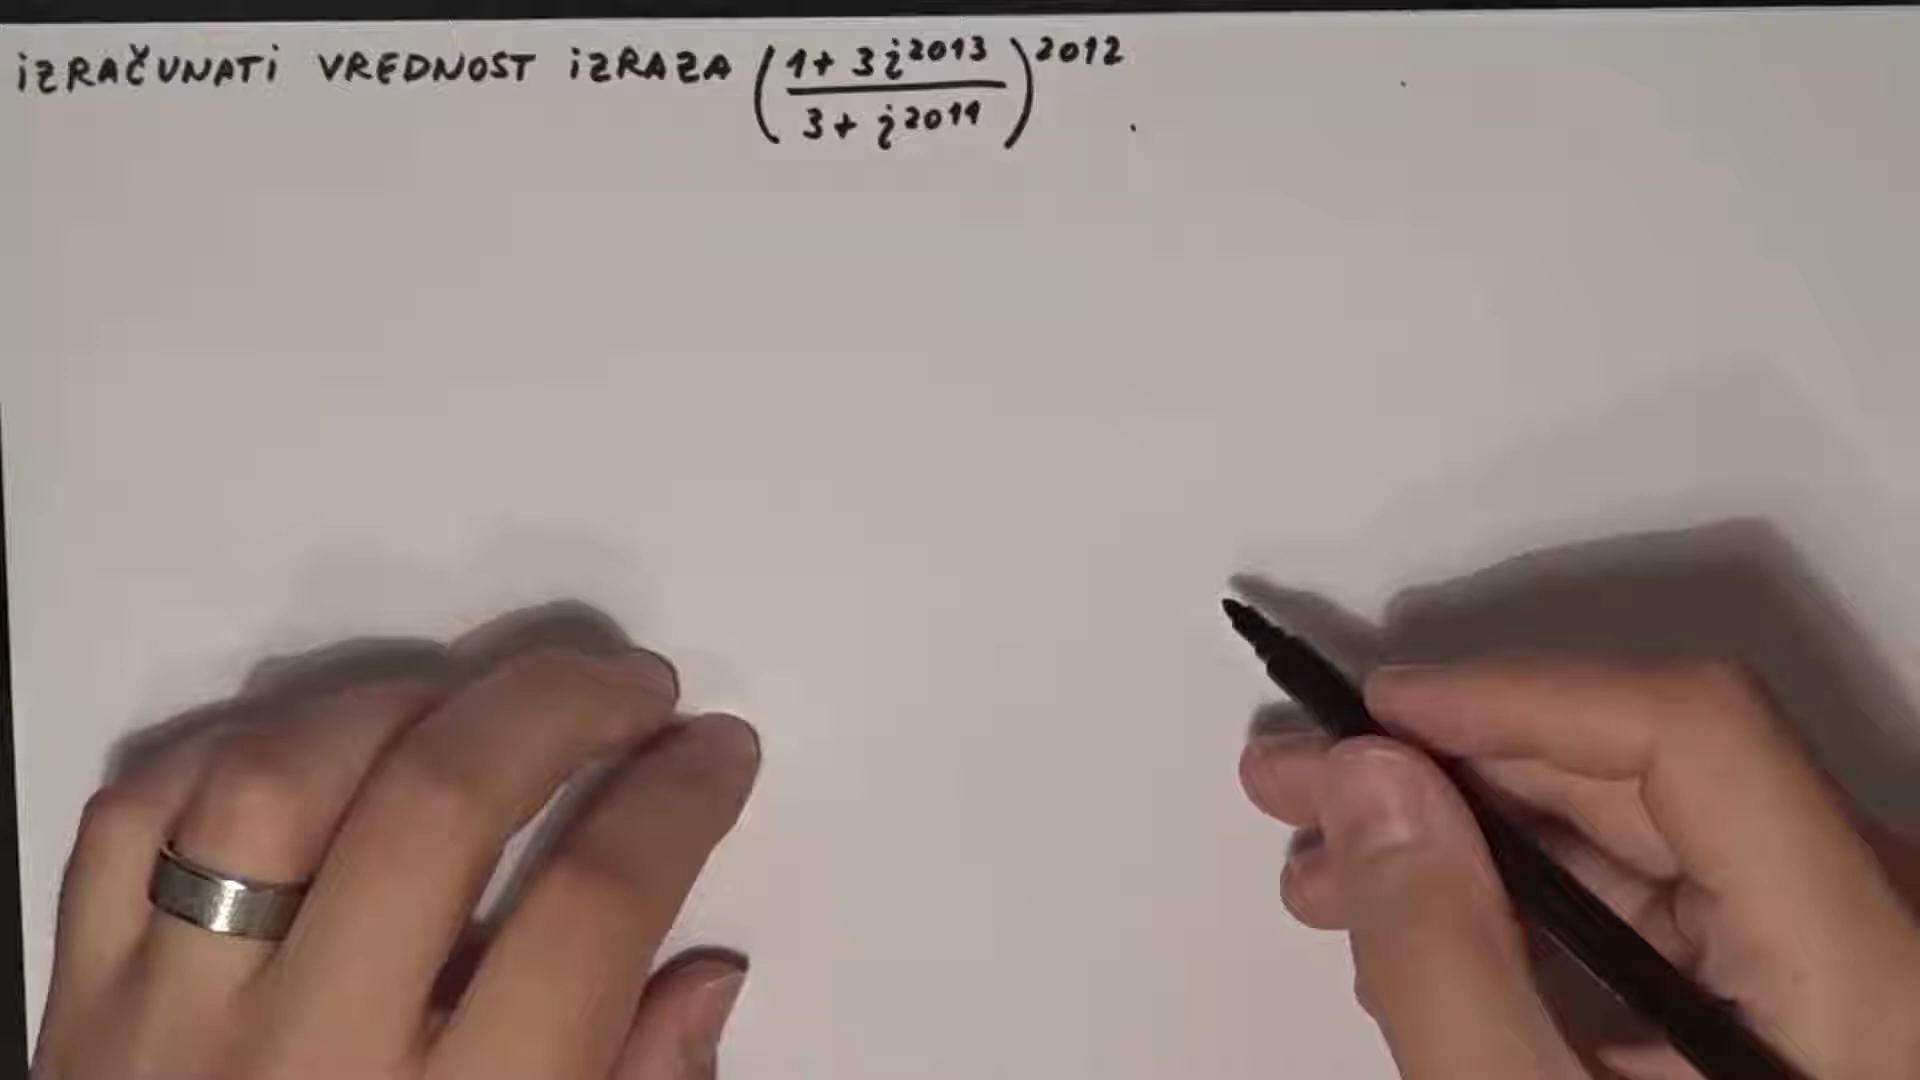 iZRAČUNATi VREDNOST iZRAZA ((1 + 3i^2013)/(3 + i^2011))^2012.